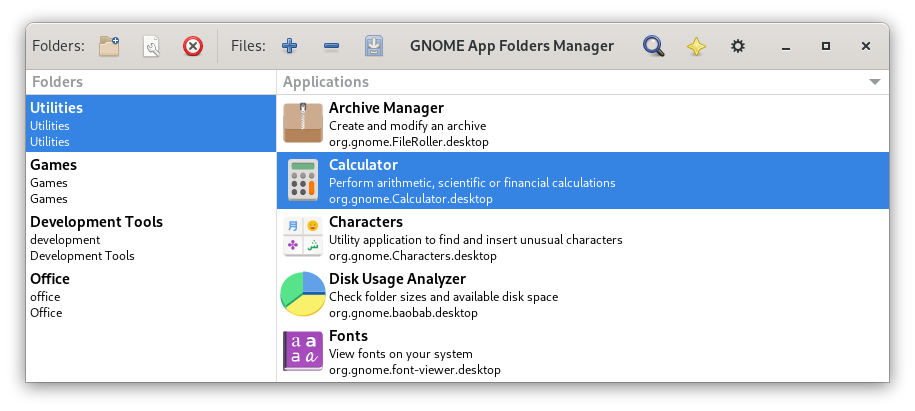 Folders:
Files:
GNOME App Folders Manager
Folders
Applications
Utilities
Utilities
Utilities
Games
Games
Games
Development Tools
development
Development Tools
Office
office
Office
Archive Manager
Create and modify an archive
org.gnome.FileRoller.desktop
Calculator
Perform arithmetic, scientific or financial calculations
org.gnome.Calculator.desktop
Characters
Utility application to find and insert unusual characters
org.gnome.Characters.desktop
Disk Usage Analyzer
Check folder sizes and available disk space
org.gnome.baobab.desktop
a a
a a
Fonts
View fonts on your system
org.gnome.font-viewer.desktop